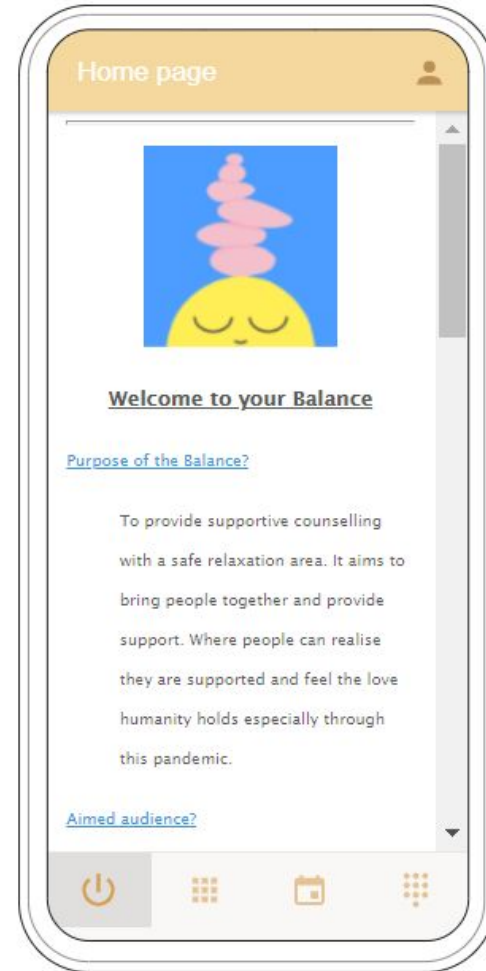 Home page
Welcome to your Balance
Purpose of the Balance?
To provide supportive counselling
with a safe relaxation area. It aims to
bring people together and provide
support. Where people can realise
they are supported and feel the love
humanity holds especially through
this pandemic.
Aimed audience?